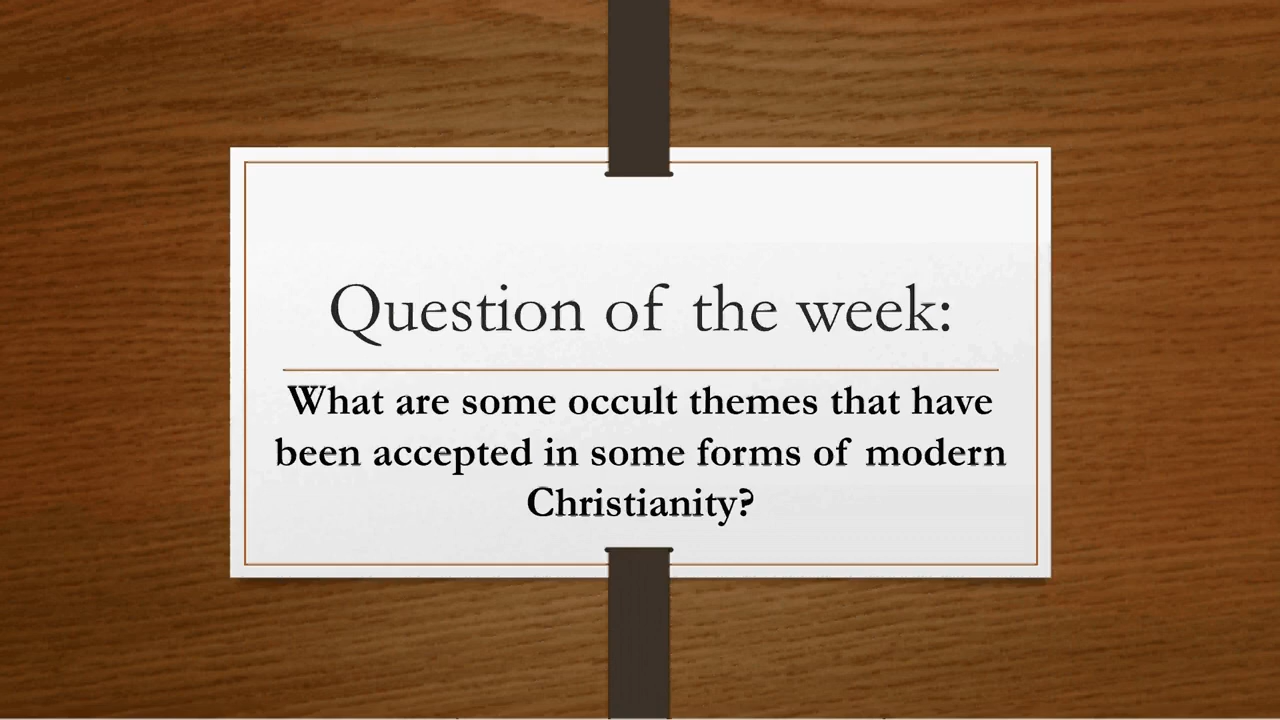 Question of the week:
What are some occult themes that have
been accepted in some forms of modern
Christianity?